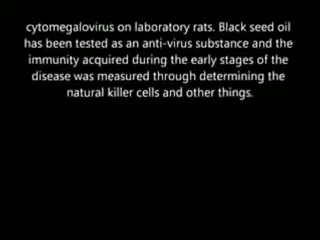 cytomegalovirus on laboratory rats. Black seed oil
has been tested as an anti-virus substance and the
immunity acquired during the early stages of the
disease was measured through determining the
natural killer cells and other things.